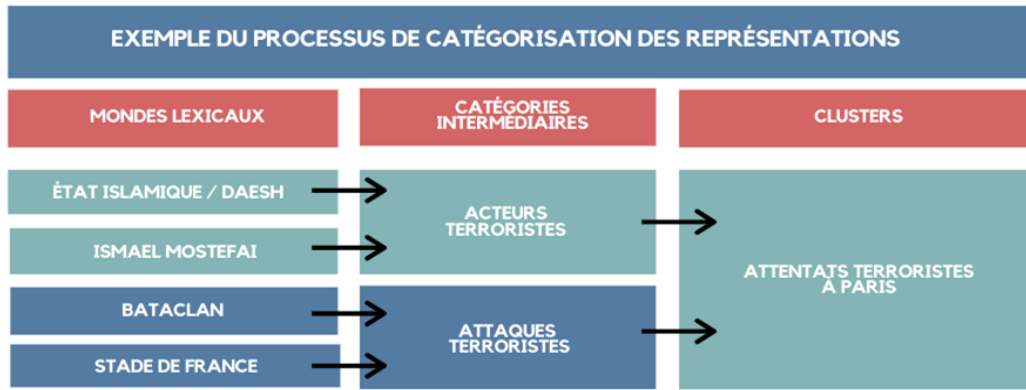 EXEMPLE DU PROCESSUS DE CATÉGORISATION DES REPRÉSENTATIONS
MONDES LEXICAUX
CATÉGORIES
INTERMÉDIAIRES
CLUSTERS
ÉTAT ISLAMIQUE / DAESH
ISMAEL MOSTEFAI
ACTEURS
TERRORISTES
BATACLAN
STADE DE FRANCE
ATTAQUES
TERRORISTES
ATTENTATS TERRORISTES
À PARIS